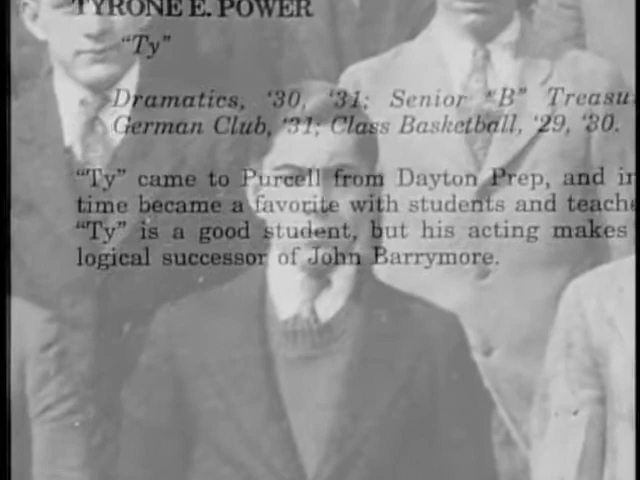 TYRONE E. POWER
"Ty"
Dramatics, '30, '31; Senior "B" Treasu
German Club, '31; Class Basketball, '29, '30.
"Ty" came to Purcell from Dayton Prep, and in
time became a favorite with students and teache
"Ty" is a good student, but his acting makes
logical successor of John Barrymore.